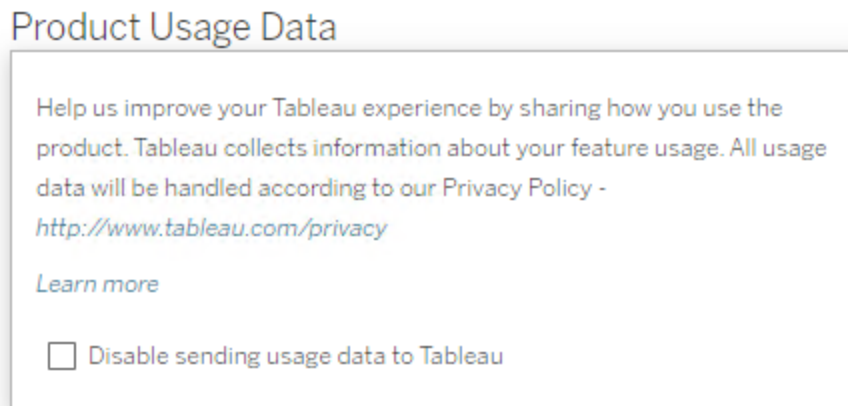 Product Usage Data
Help us improve your Tableau experience by sharing how you use the
product. Tableau collects information about your feature usage. All usage
data will be handled according to our Privacy Policy -
http://www.tableau.com/privacy
Learn more
Disable sending usage data to Tableau